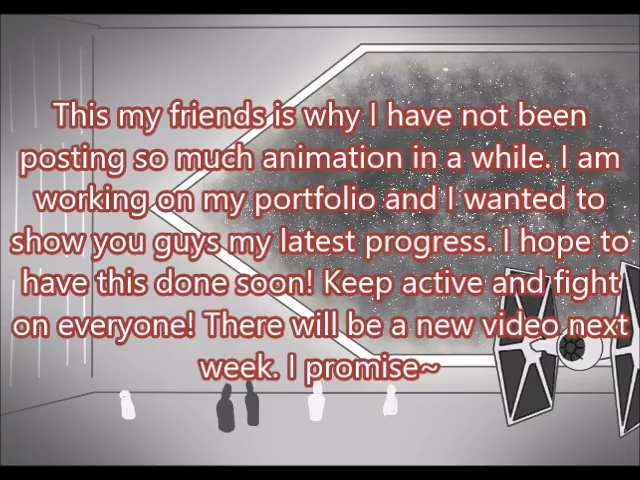 This my friends is why I have not been
posting so much animation in a while. I am
working on my portfolio and I wanted to
show you guys my latest progress. I hope to
have this done soon! Keep active and fight
on everyone! There will be a new video next
week. I promise~